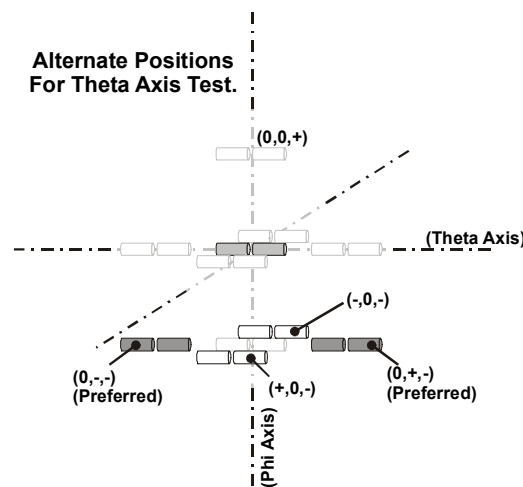 Alternate Positions
For Theta Axis Test.
(0,0,+)
(Theta Axis)
(-,0,-)
(0,-,-)
(Preferred)
(+,0,-)
(0,+,-)
(Preferred)
(Phi Axis)